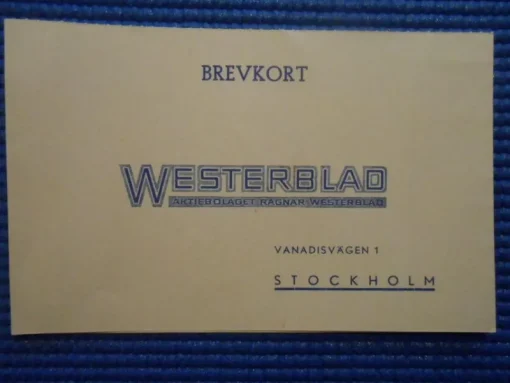 BREVKORT
WESTERBLAD
AKTIEBOLAGET RAGNAR WESTERBLAD
VANADISVÄGEN 1
STOCKHOLM